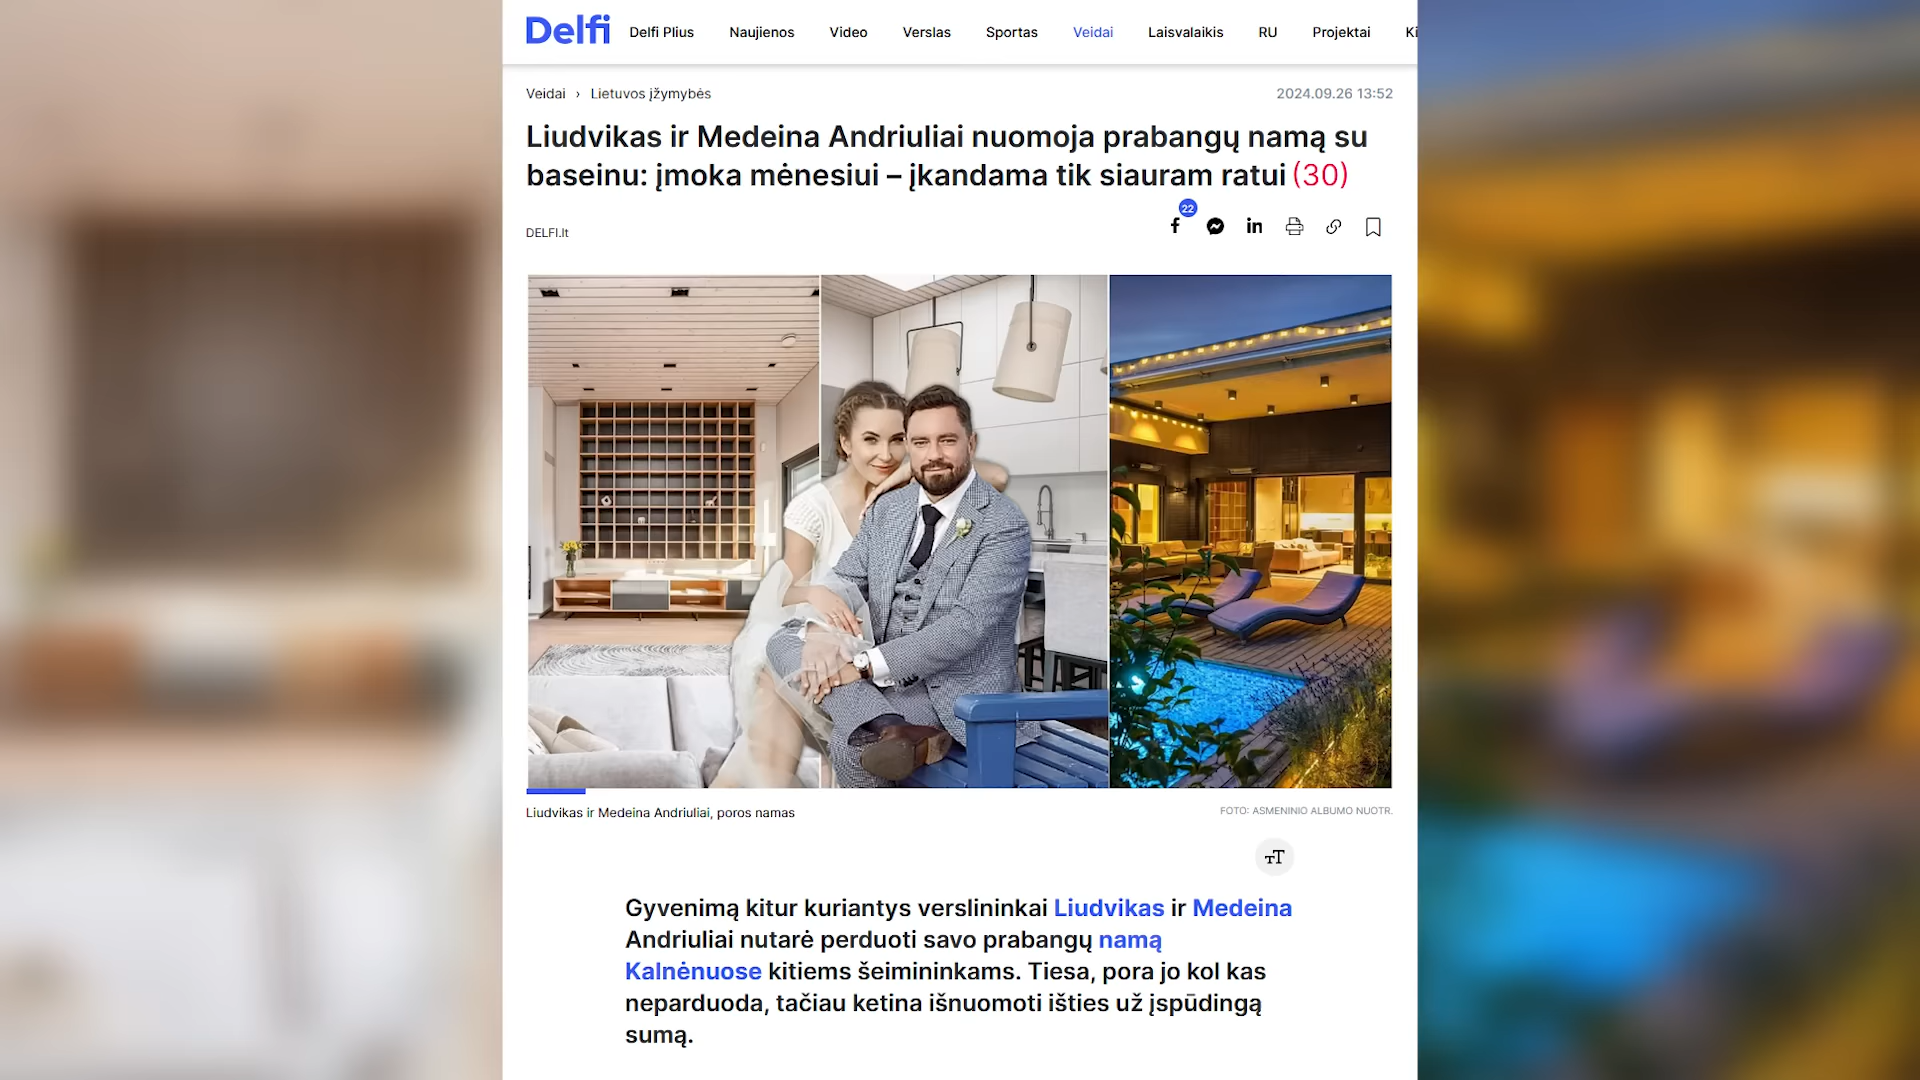 Delfi
Delfi Plius Naujienos Video Verslas Sportas Veidai Laisvalaikis RU Projektai
Veidai › Lietuvos įžymybės
2024.09.26 13:52
Liudvikas ir Medeina Andriuliai nuomoja prabangų namą su
baseinu: įmoka mėnesiui – įkandama tik siauram ratui (30)
22
DELFI.lt
Liudvikas ir Medeina Andriuliai, poros namas
FOTO: ASMENINIO ALBUMO NUOTR.
Gyvenimą kitur kuriantys verslininkai Liudvikas ir Medeina
Andriuliai nutarė perduoti savo prabangų namą
Kalnėnuose kitiems šeimininkams. Tiesa, pora jo kol kas
neparduoda, tačiau ketina išnuomoti išties už įspūdingą
sumą.